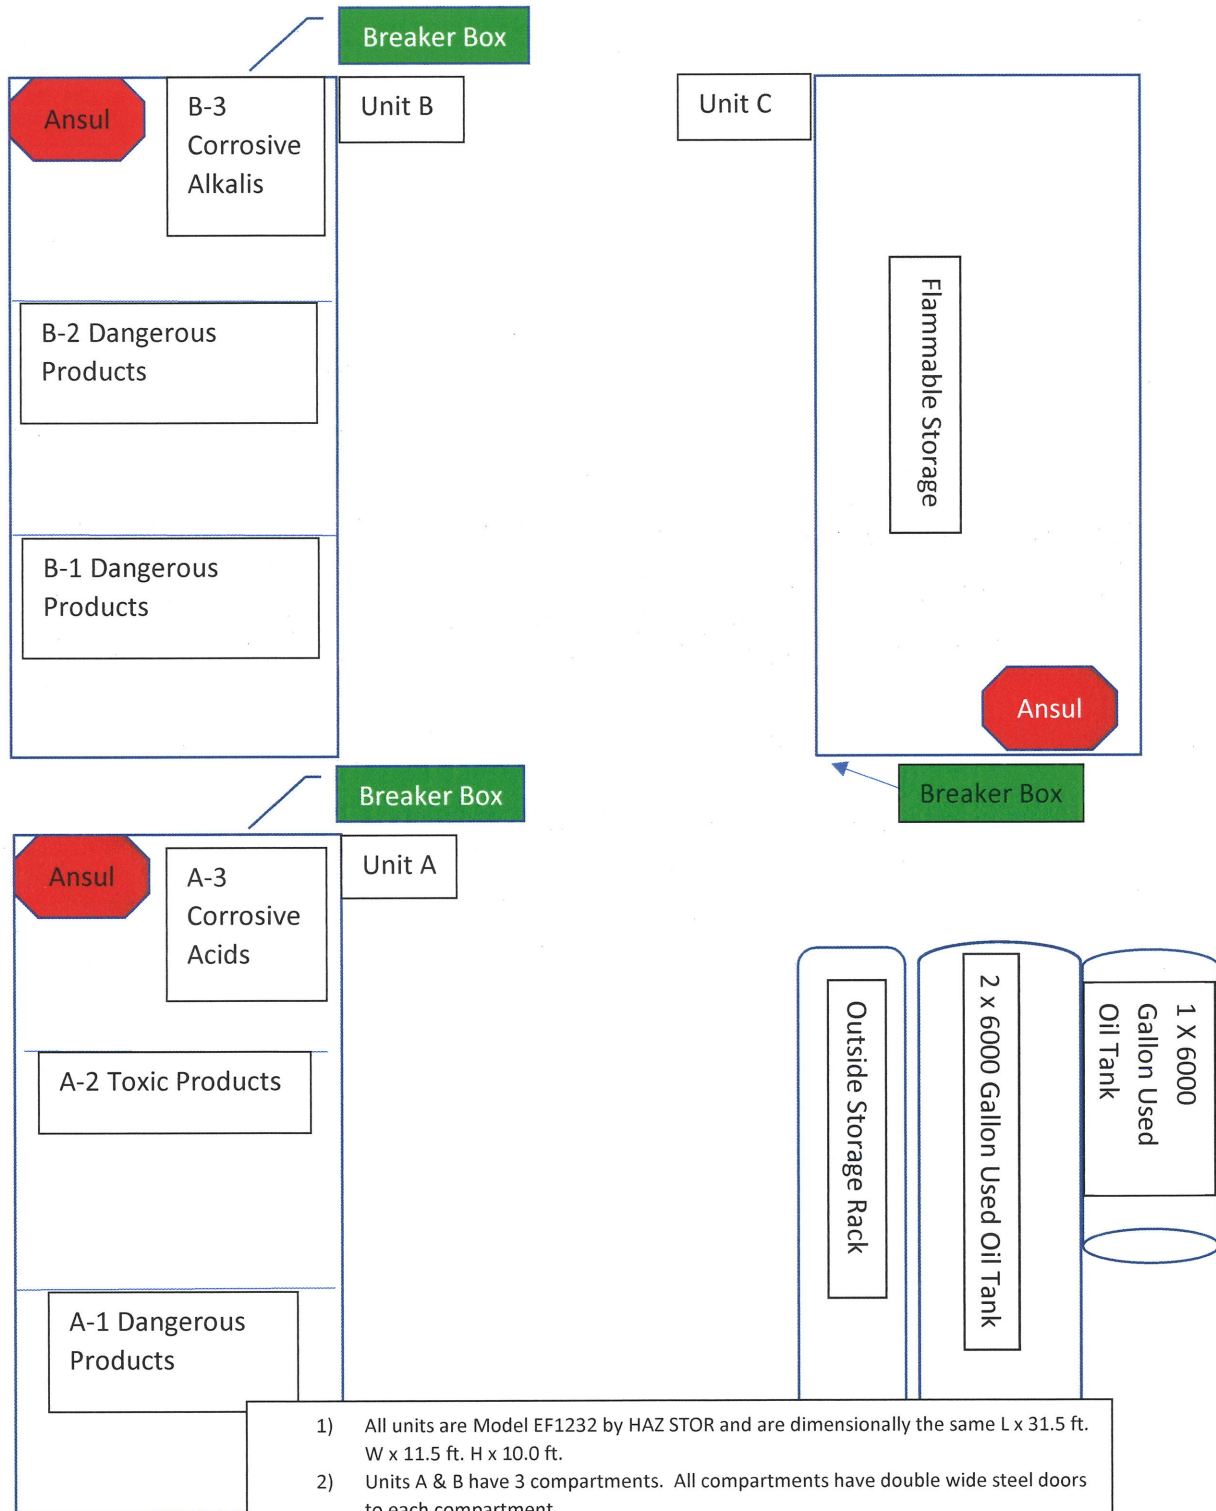 Breaker Box
Ansul
B-3
Corrosive
Alkalis
Unit B
Unit C
B-2 Dangerous
Products
Flammable Storage
B-1 Dangerous
Products
Ansul
Breaker Box
Breaker Box
Ansul
A-3
Corrosive
Acids
Unit A
A-2 Toxic Products
Outside Storage Rack
2 x 6000 Gallon Used Oil Tank
1 X 6000
Gallon Used
Oil Tank
A-1 Dangerous
Products
1) All units are Model EF1232 by HAZ STOR and are dimensionally the same L x 31.5 ft.
W x 11.5 ft. H x 10.0 ft.
2) Units A & B have 3 compartments. All compartments have double wide steel doors
to each compartment